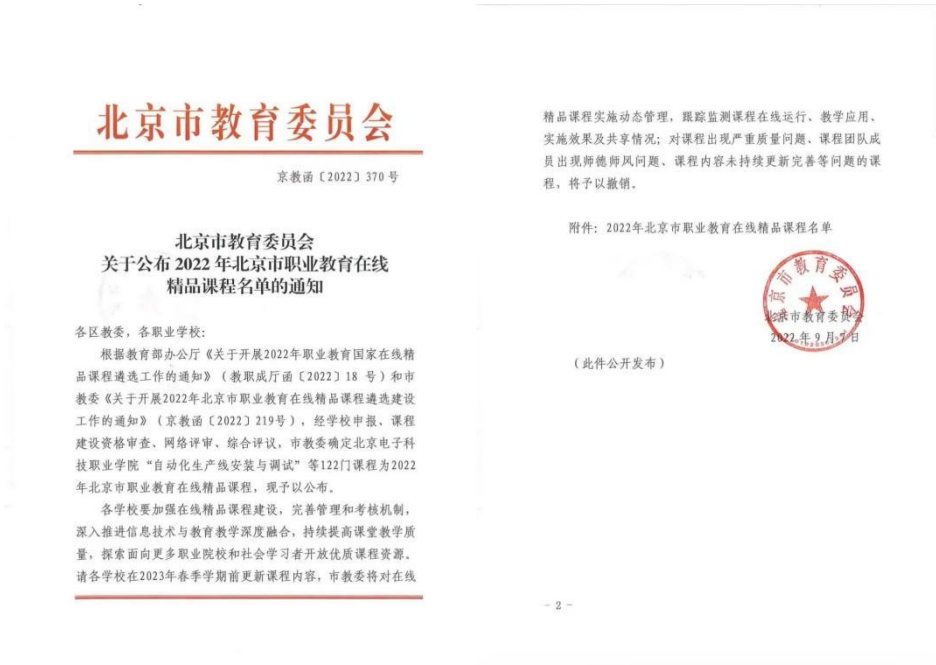 北京市教育委员会
京教函〔2022〕370号
北京市教育委员会
关于公布 2022 年北京市职业教育在线
精品课程名单的通知
各区教委，各职业学校：
根据教育部办公厅《关于开展2022年职业教育国家在线精
品课程遴选工作的通知》（教职成厅函〔2022〕18 号）和市
教委《关于开展2022年北京市职业教育在线精品课程遴选建设
工作的通知》（京教函〔2022〕219号），经学校申报、课程
建设资格审查、网络评审、综合评议，市教委确定北京电子科
技职业学院“自动化生产线安装与调试”等122门课程为2022
年北京市职业教育在线精品课程，现予以公布。
各学校要加强在线精品课程建设，完善管理和考核机制，
深入推进信息技术与教育教学深度融合，持续提高课堂教学质
量，探索面向更多职业院校和社会学习者开放优质课程资源。
请各学校在2023年春季学期前更新课程内容，市教委将对在线
精品课程实施动态管理，跟踪监测课程在线运行、教学应用、
实施效果及共享情况；对课程出现严重质量问题、课程团队成
员出现师德师风问题、课程内容未持续更新完善等问题的课
程，将予以撤销。
附件：2022年北京市职业教育在线精品课程名单
北京市教育委员会
北京市教育委员会
2022年9月7日
（此件公开发布）
- 2 -